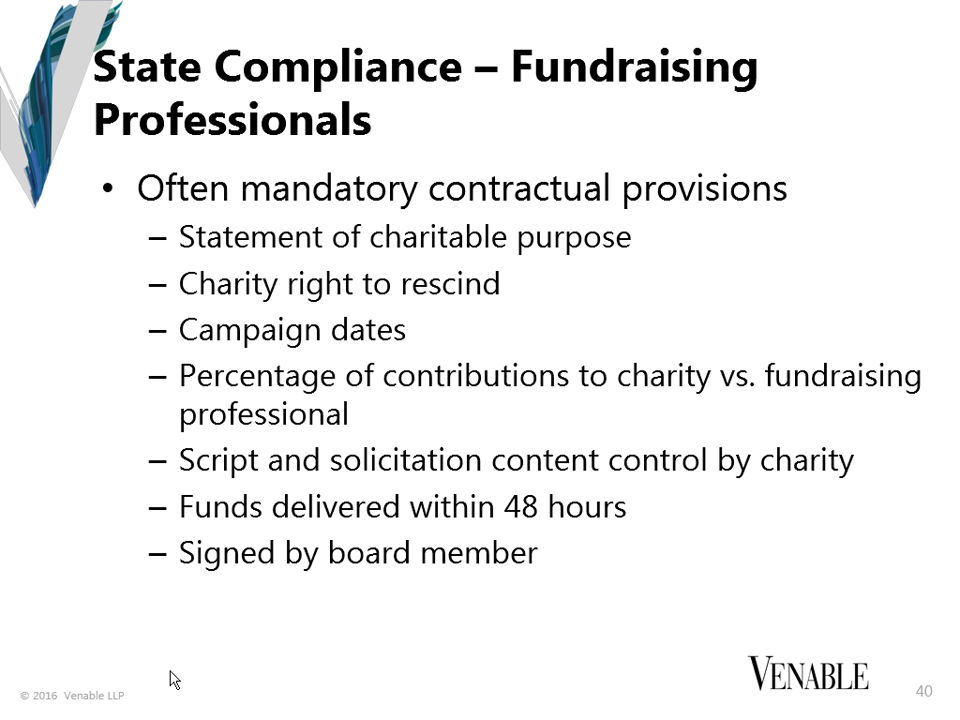 State Compliance – Fundraising
Professionals
• Often mandatory contractual provisions
– Statement of charitable purpose
– Charity right to rescind
– Campaign dates
– Percentage of contributions to charity vs. fundraising
professional
– Script and solicitation content control by charity
– Funds delivered within 48 hours
– Signed by board member
© 2016 Venable LLP
VENABLE
40